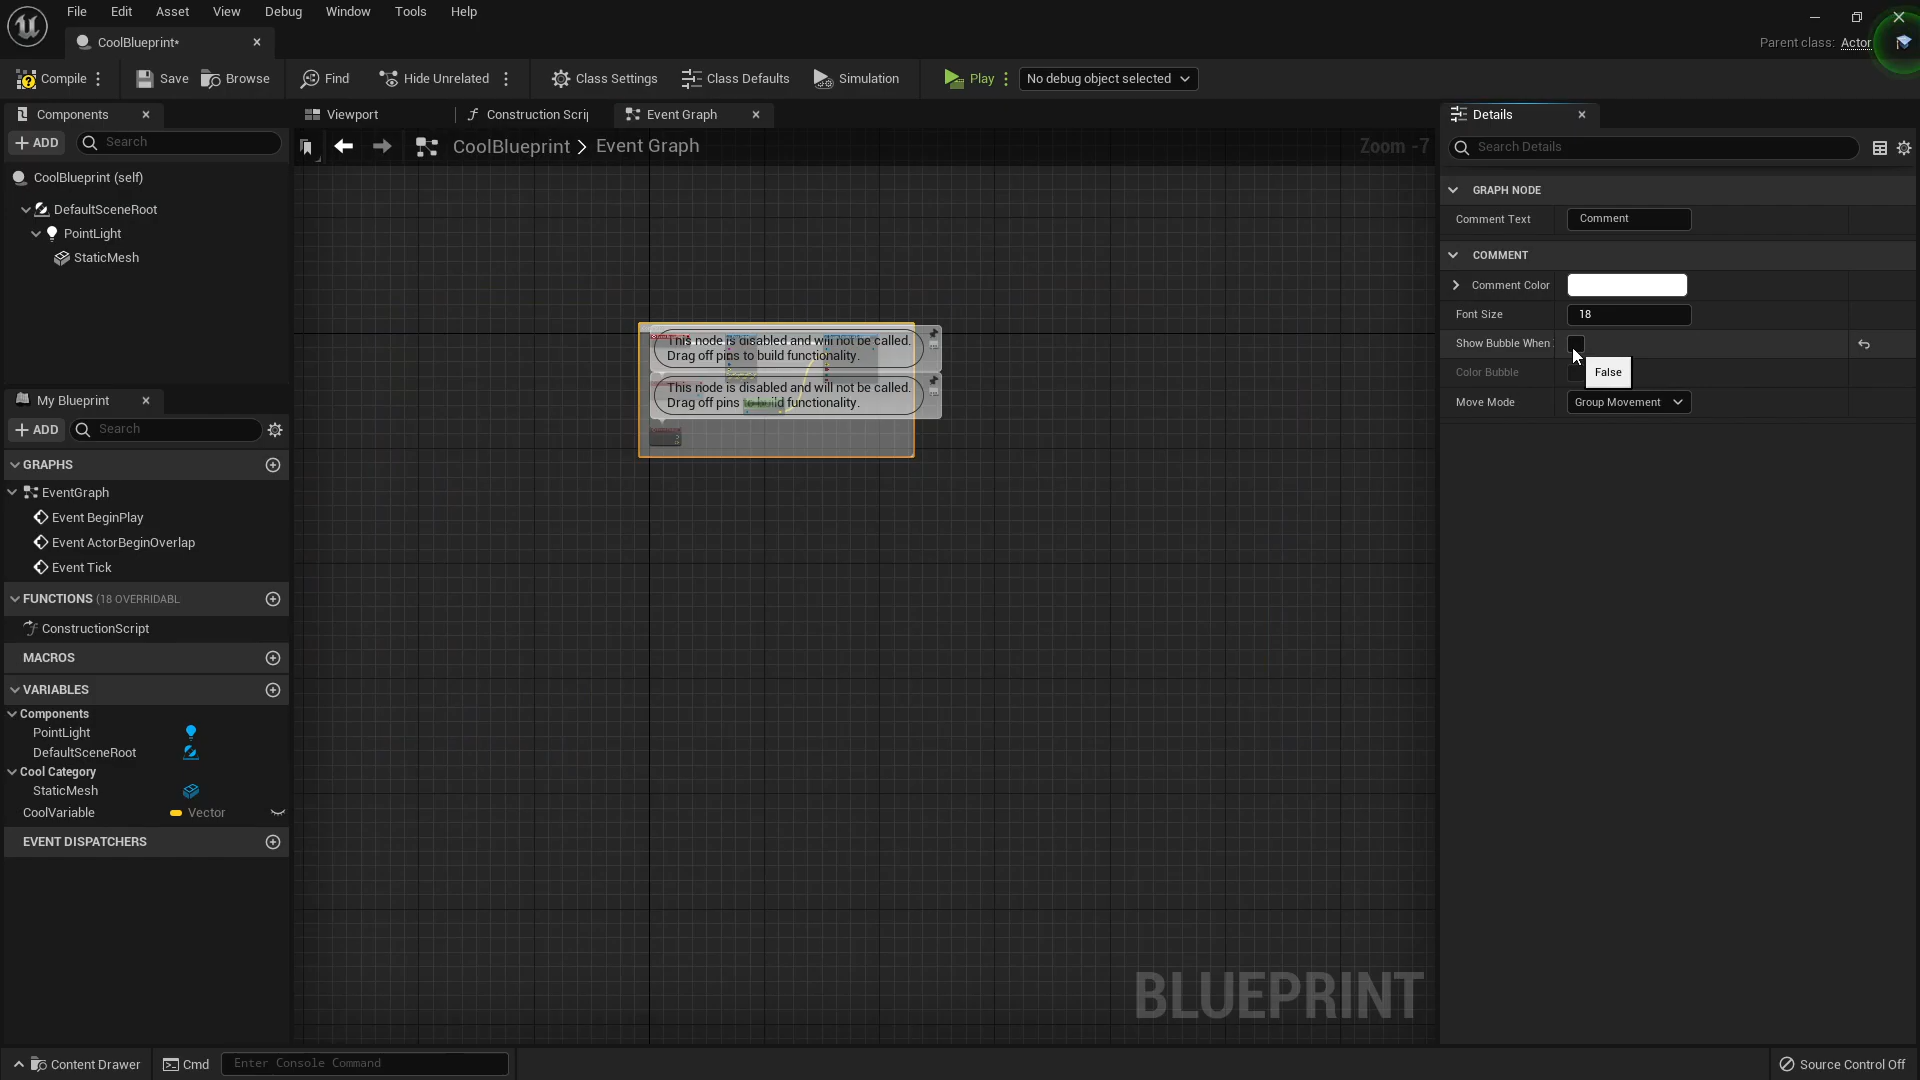 File Edit Asset View Debug Window Tools Help
CoolBlueprint*
Parent class: Actor
Compile Save Browse Find Hide Unrelated Class Settings Class Defaults Simulation Play No debug object selected
Components
ADD Search
CoolBlueprint (self)
DefaultSceneRoot
PointLight
StaticMesh
My Blueprint
ADD Search
GRAPHS
EventGraph
Event BeginPlay
Event ActorBeginOverlap
Event Tick
FUNCTIONS (18 OVERRIDABL
ConstructionScript
MACROS
VARIABLES
Components
PointLight
DefaultSceneRoot
Cool Category
StaticMesh
CoolVariable Vector
EVENT DISPATCHERS
Viewport Construction Scrij Event Graph
CoolBlueprint > Event Graph Zoom -7
This node is disabled and will not be called.
Drag off pins to build functionality.
This node is disabled and will not be called.
Drag off pins to build functionality.
BLUEPRINT
Details
Search Details
GRAPH NODE
Comment Text Comment
COMMENT
Comment Color
Font Size 18
Show Bubble When
Color Bubble
False
Move Mode Group Movement
Content Drawer Cmd Enter Console Command Source Control Off